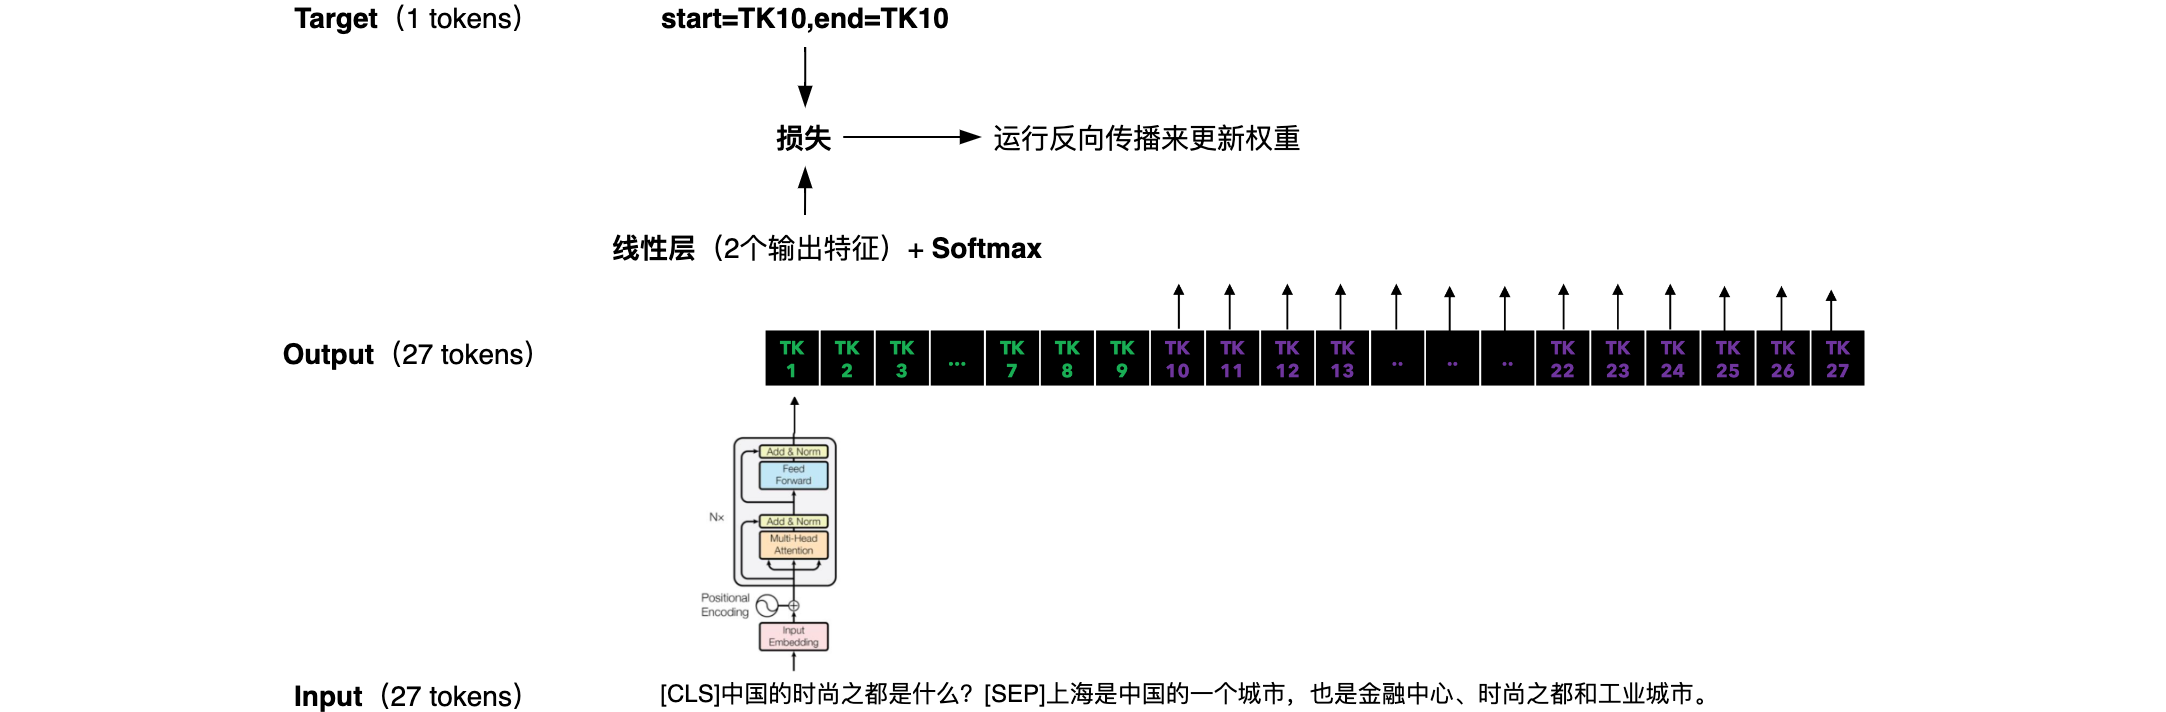 Target（1 tokens） start=TK10,end=TK10
损失 运行反向传播来更新权重
线性层（2个输出特征）+ Softmax
Output（27 tokens） TK 1 TK 2 TK 3 ... TK 7 TK 8 TK 9 TK 10 TK 11 TK 12 TK 13 .. .. .. TK 22 TK 23 TK 24 TK 25 TK 26 TK 27
Add & Norm
Feed
Forward
Nx
Add & Norm
Multi-Head
Attention
Positional
Encoding
Input
Embedding
Input（27 tokens） [CLS]中国的时尚之都是什么？[SEP]上海是中国的一个城市，也是金融中心、时尚之都和工业城市。